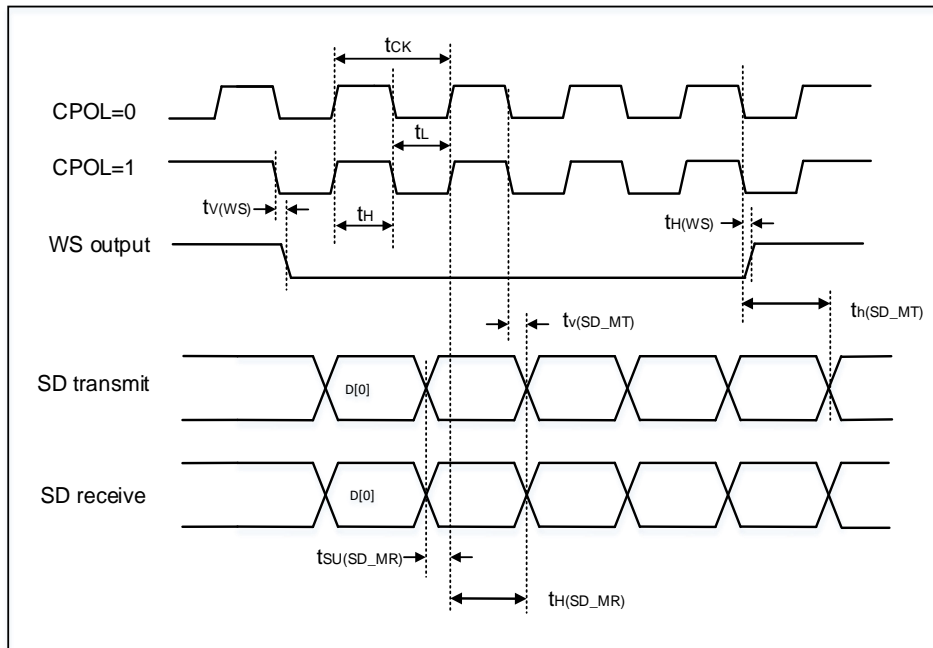 tCK
CPOL=0
tL
CPOL=1
tV(WS)
tH
tH(WS)
WS output
th(SD_MT)
tv(SD_MT)
SD transmit
D[0]
SD receive
D[0]
tSU(SD_MR)
tH(SD_MR)